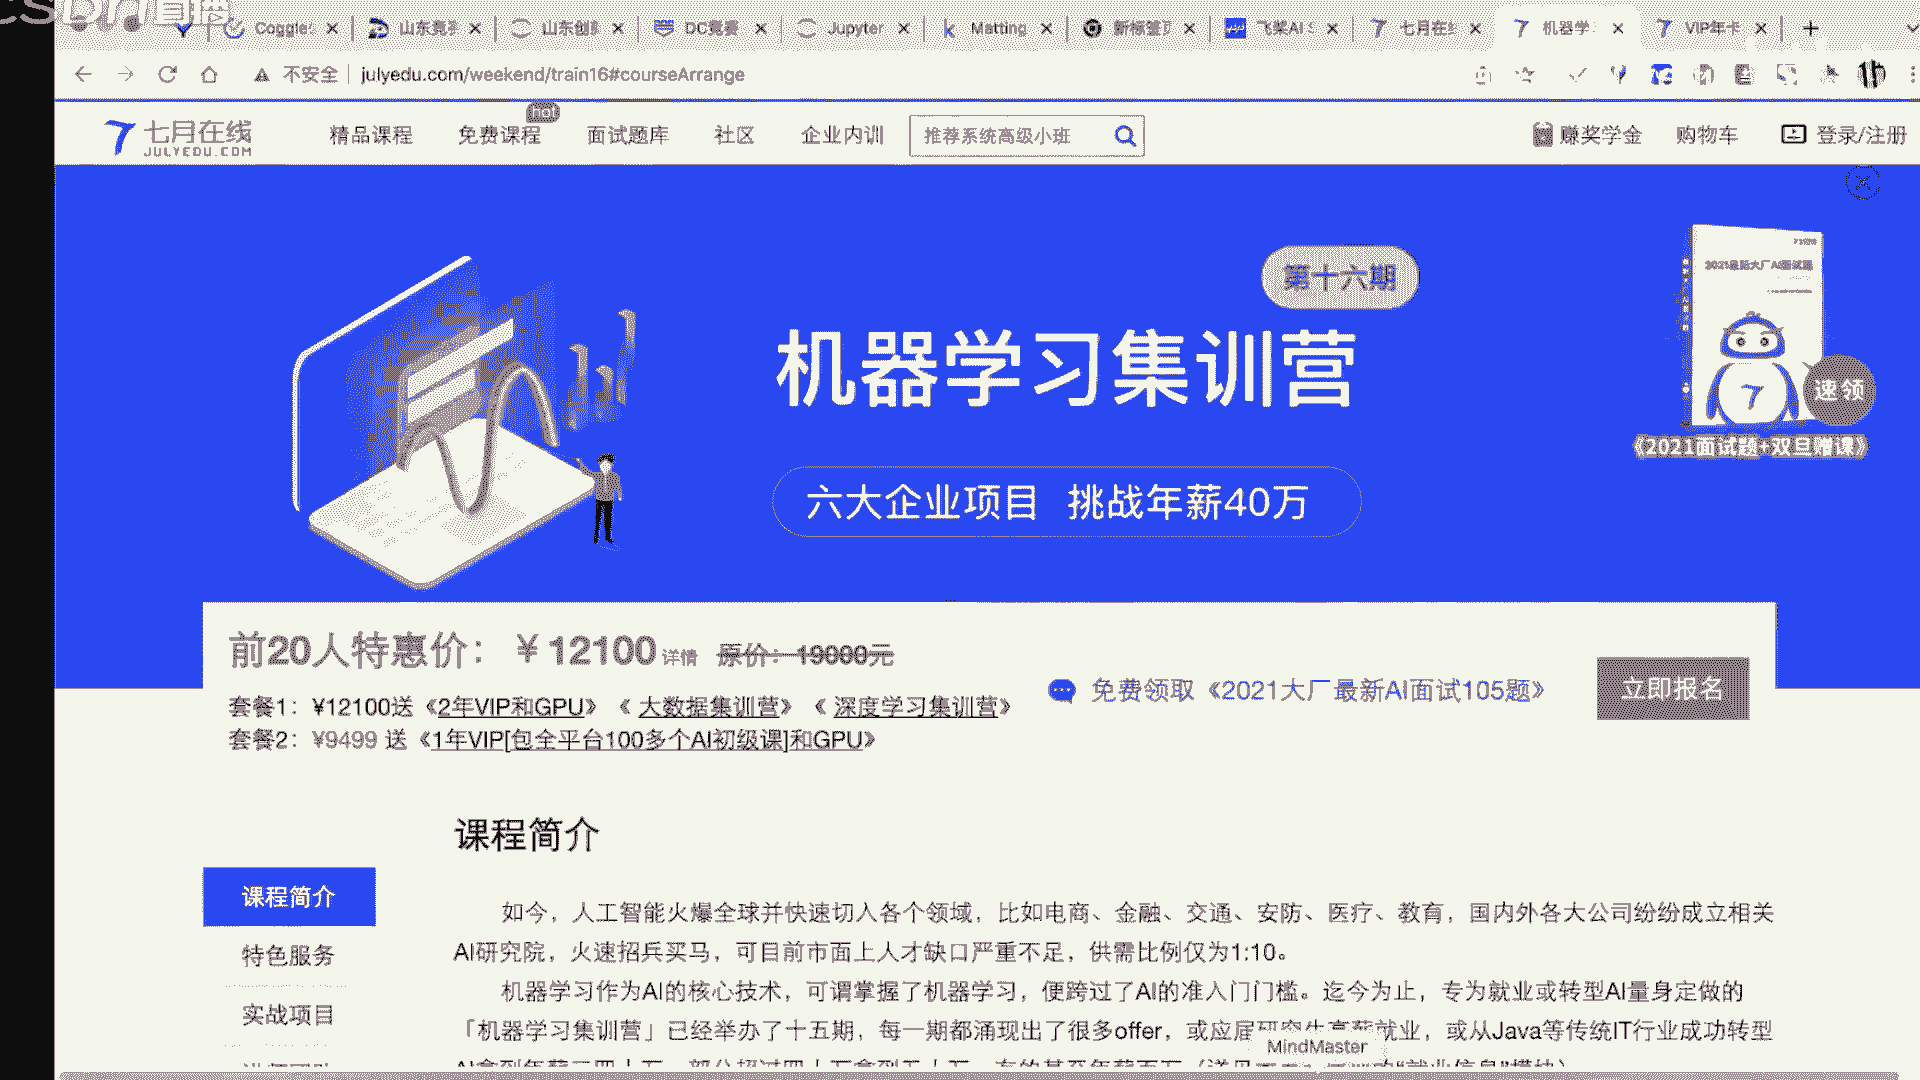 CSDN直播
Coggle
山东竞赛
山东创新
DC竞赛
Jupyter
Matting
新标签页
飞桨AI S
七月在线
机器学
VIP年卡
不安全 julyedu.com/weekend/train16#courseArrange
七月在线
JULYEDU.COM
精品课程 免费课程 hot 面试题库 社区 企业内训 推荐系统高级小班 赚奖学金 购物车 登录/注册
第十六期
机器学习集训营
六大企业项目 挑战年薪40万
速领
《2021面试题+双旦赠课》
前20人特惠价：￥12100 详情 原价：19000元
套餐1：¥12100送《2年VIP和GPU》《 大数据集训营》《 深度学习集训营》
套餐2：¥9499 送《1年VIP[包全平台100多个AI初级课]和GPU》
免费领取《2021大厂最新AI面试105题》
立即报名
课程简介
课程简介
特色服务
实战项目
如今，人工智能火爆全球并快速切入各个领域，比如电商、金融、交通、安防、医疗、教育，国内外各大公司纷纷成立相关
AI研究院，火速招兵买马，可目前市面上人才缺口严重不足，供需比例仅为1:10。
机器学习作为AI的核心技术，可谓掌握了机器学习，便跨过了AI的准入门门槛。迄今为止，专为就业或转型AI量身定做的
「机器学习集训营」已经举办了十五期，每一期都涌现出了很多offer，或应届研究生高薪就业，或从Java等传统IT行业成功转型
MindMaster